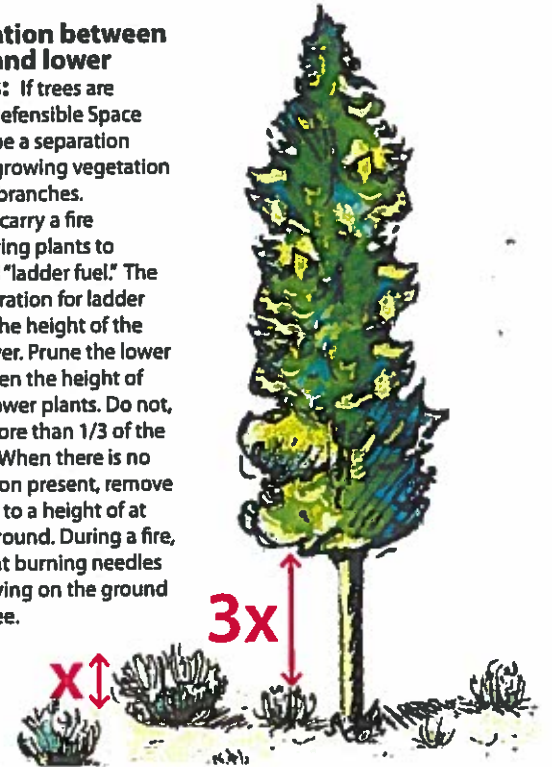 ation between
and lower
: If trees are
efensible Space
be a separation
growing vegetation
branches.
carry a fire
ing plants to
"ladder fuel." The
ration for ladder
he height of the
er. Prune the lower
en the height of
ower plants. Do not,
ore than 1/3 of the
When there is no
on present, remove
to a height of at
round. During a fire,
at burning needles
ying on the ground
ee.
3x
x